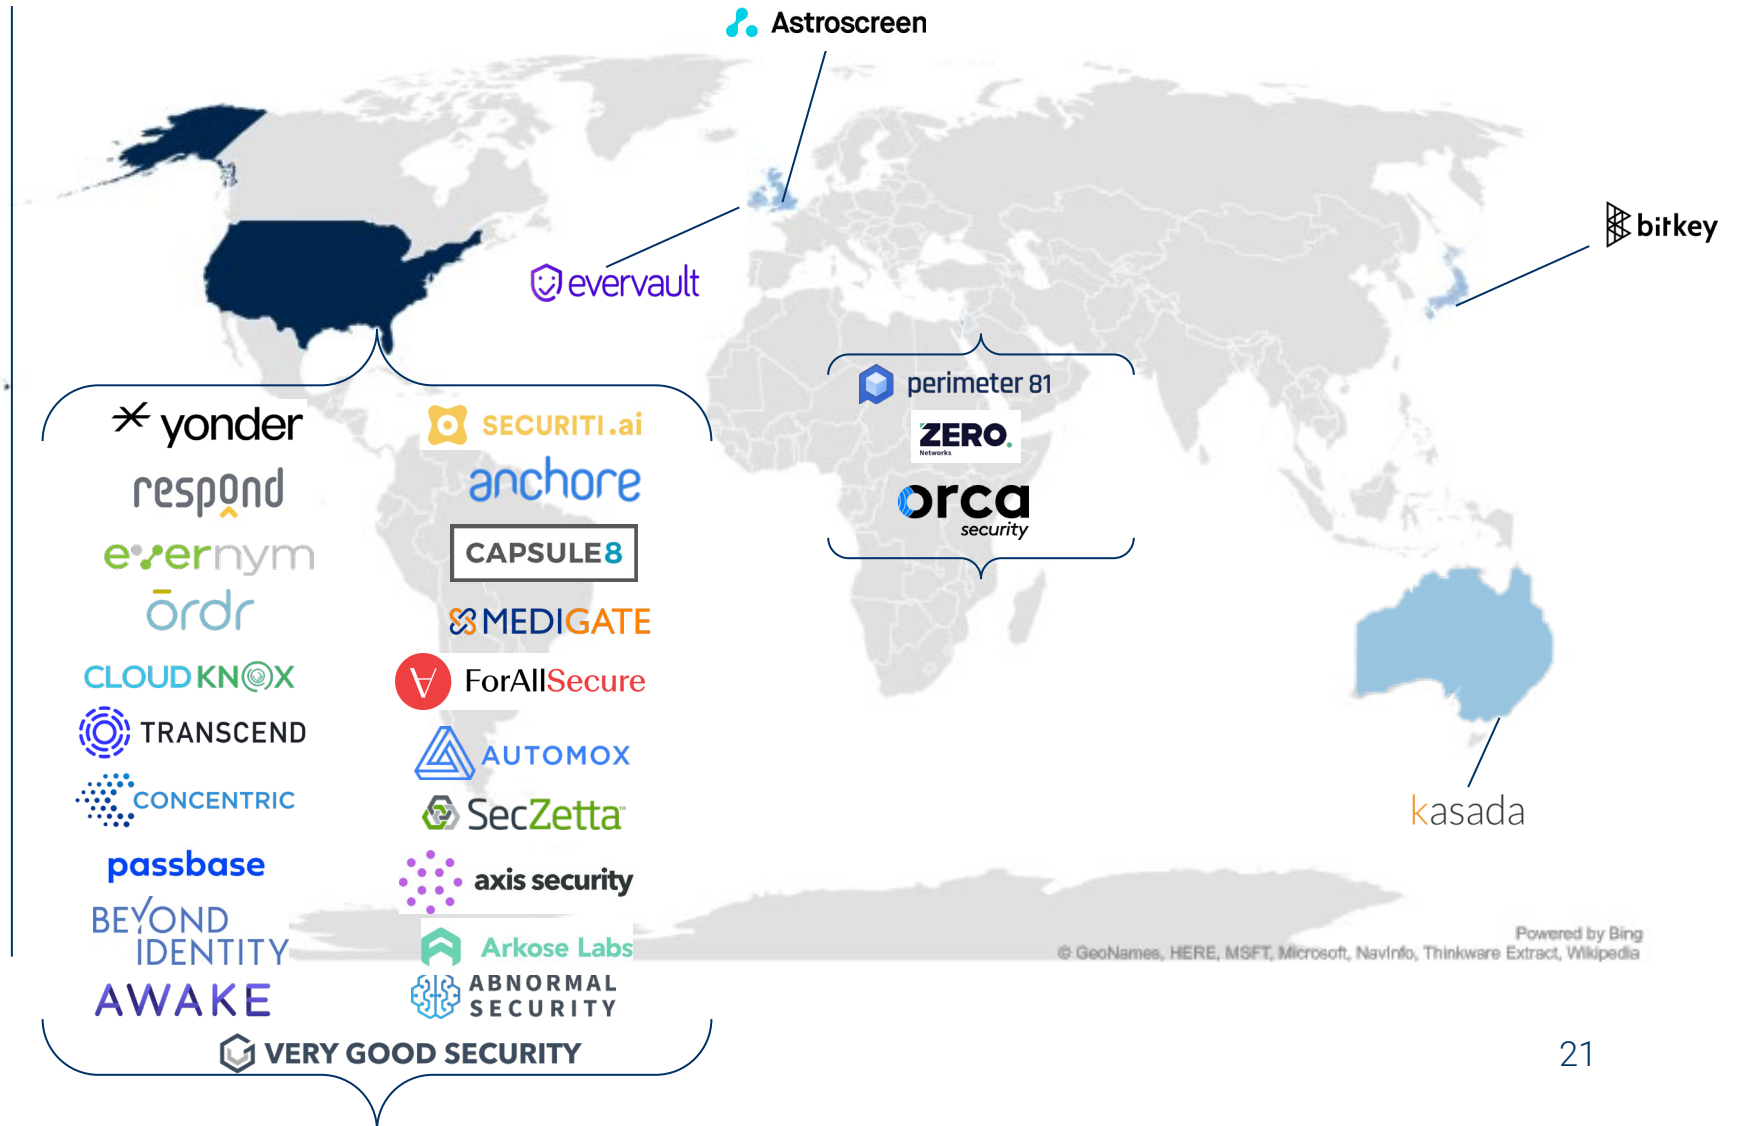 Astroscreen
bitkey
evervault
yonder
respond
evernym
ōrdr
CLOUDKNOX
TRANSCEND
CONCENTRIC
passbase
BEYOND
IDENTITY
AWAKE
SECURITI.ai
anchore
CAPSULE8
MEDIGATE
ForAllSecure
AUTOMOX
SecZetta
axis security
Arkose Labs
ABNORMAL
SECURITY
VERY GOOD SECURITY
perimeter 81
ZERO.
Networks
orca
security
kasada
Powered by Bing
© GeoNames, HERE, MSFT, Microsoft, NavInfo, Thinkware Extract, Wikipedia
21